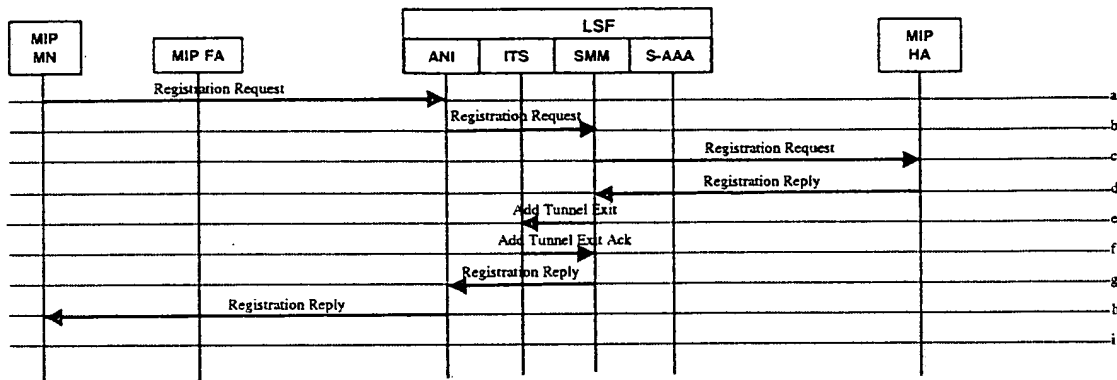 LSF
MIP
MN
MIP FA
ANI
ITS
SMM
S-AAA
MIP
HA
Registration Request
a
Registration Request
b
Registration Request
c
Registration Reply
d
Add Tunnel Exit
e
Add Tunnel Exit Ack
f
Registration Reply
g
Registration Reply
h
i